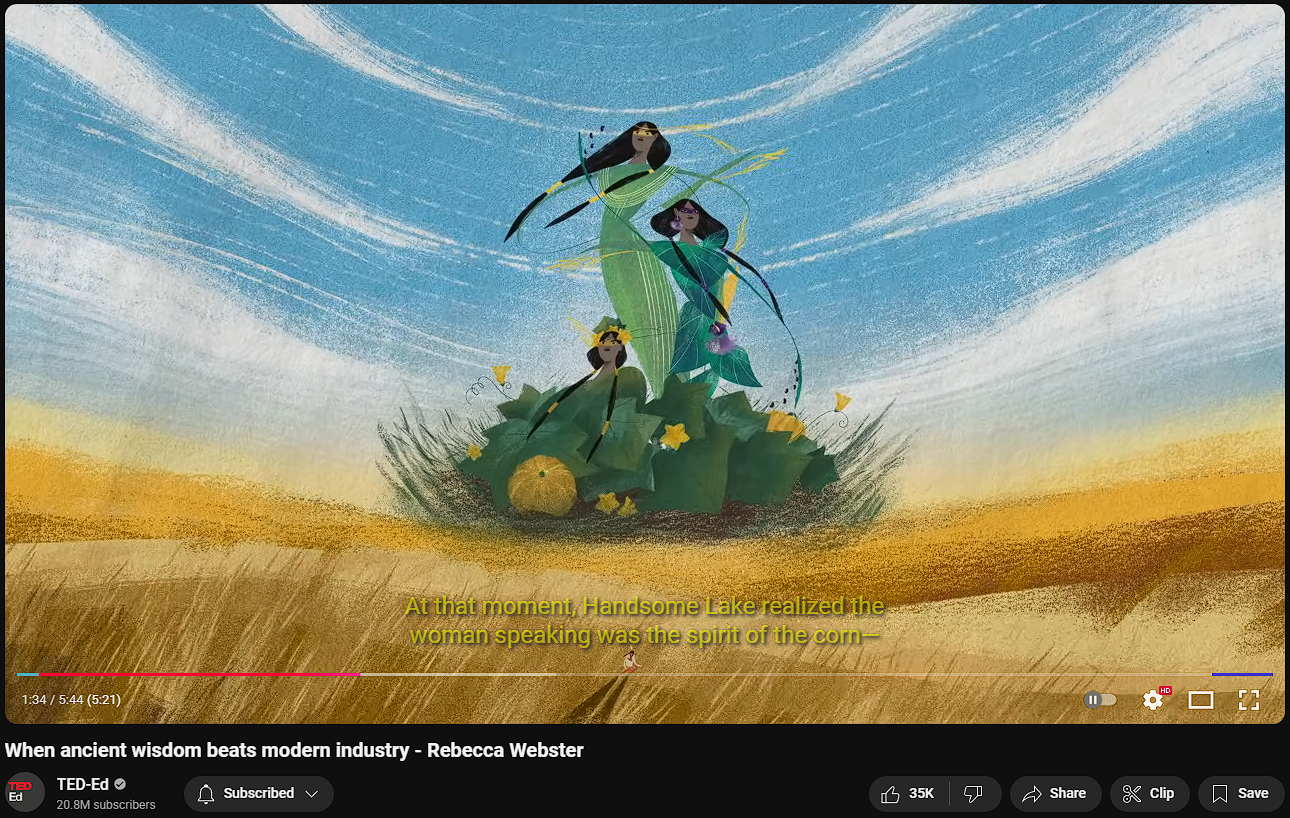 At that moment, Handsome Lake realized the
woman speaking was the spirit of the corn—
1:34 / 5:44 (5:21)
HD
When ancient wisdom beats modern industry - Rebecca Webster
TED
Ed
TED-Ed
20.8M subscribers
Subscribed
35K
Share
Clip
Save